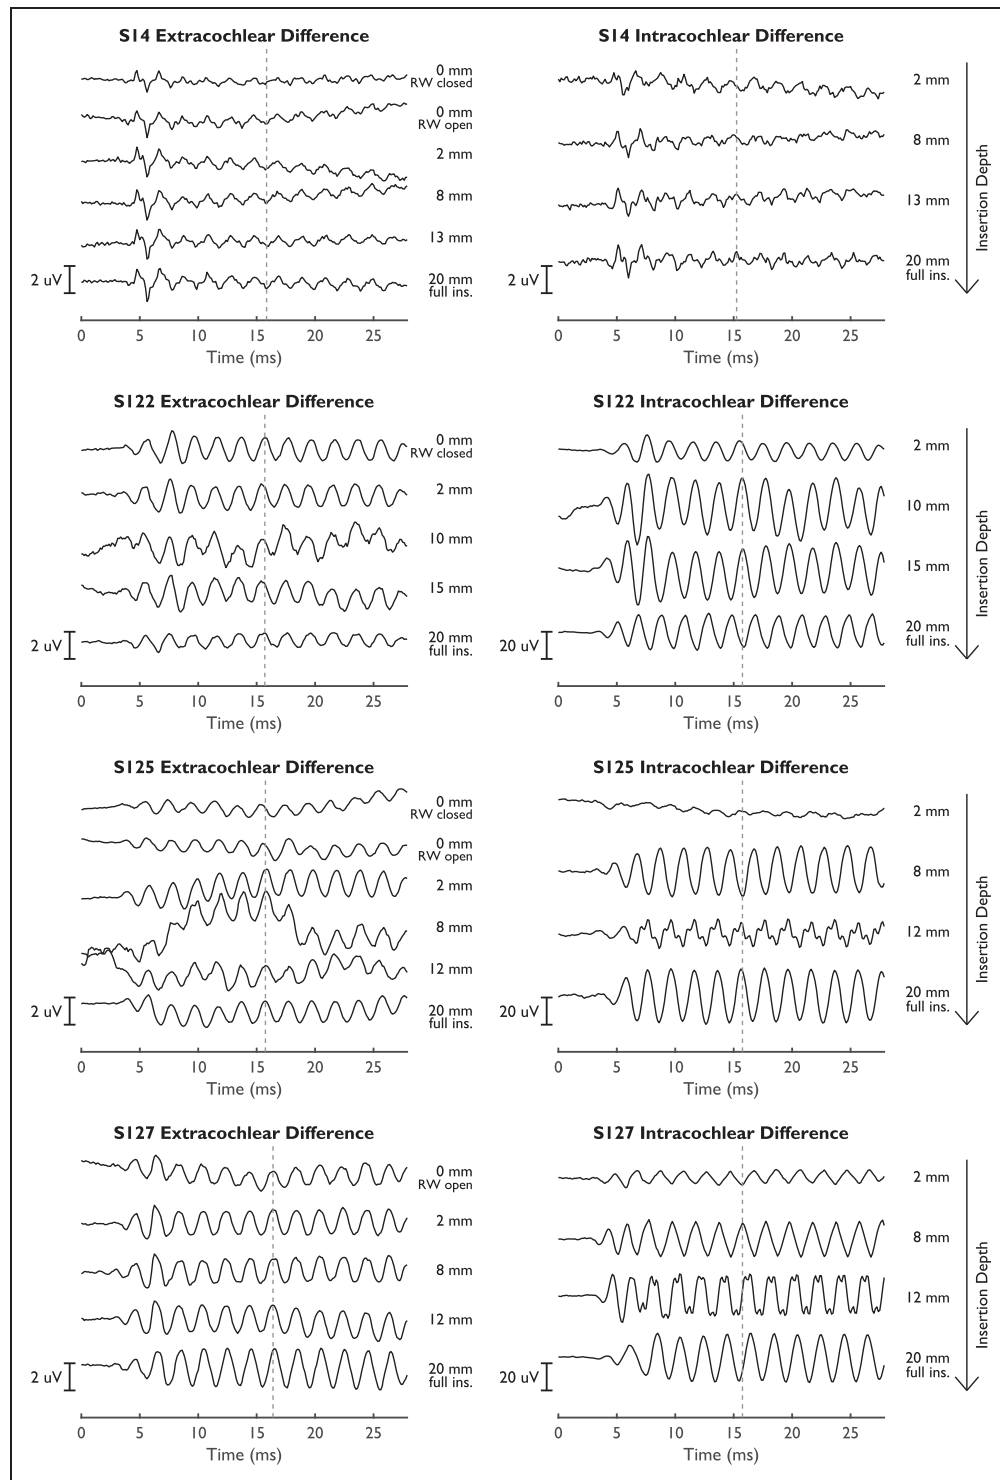 S14 Extracochlear Difference
0 mm
RW closed
0 mm
RW open
2 mm
8 mm
13 mm
20 mm
full ins.
2 uV
0 5 10 15 20 25
Time (ms)
S14 Intracochlear Difference
2 mm
8 mm
13 mm
20 mm
full ins.
2 uV
0 5 10 15 20 25
Time (ms)
Insertion Depth
S122 Extracochlear Difference
0 mm
RW closed
2 mm
10 mm
15 mm
20 mm
full ins.
2 uV
0 5 10 15 20 25
Time (ms)
S122 Intracochlear Difference
2 mm
10 mm
15 mm
20 mm
full ins.
20 uV
0 5 10 15 20 25
Time (ms)
Insertion Depth
S125 Extracochlear Difference
0 mm
RW closed
0 mm
RW open
2 mm
8 mm
12 mm
20 mm
full ins.
2 uV
0 5 10 15 20 25
Time (ms)
S125 Intracochlear Difference
2 mm
8 mm
12 mm
20 mm
full ins.
20 uV
0 5 10 15 20 25
Time (ms)
Insertion Depth
S127 Extracochlear Difference
0 mm
RW open
2 mm
8 mm
12 mm
20 mm
full ins.
2 uV
0 5 10 15 20 25
Time (ms)
S127 Intracochlear Difference
2 mm
8 mm
12 mm
20 mm
full ins.
20 uV
0 5 10 15 20 25
Time (ms)
Insertion Depth